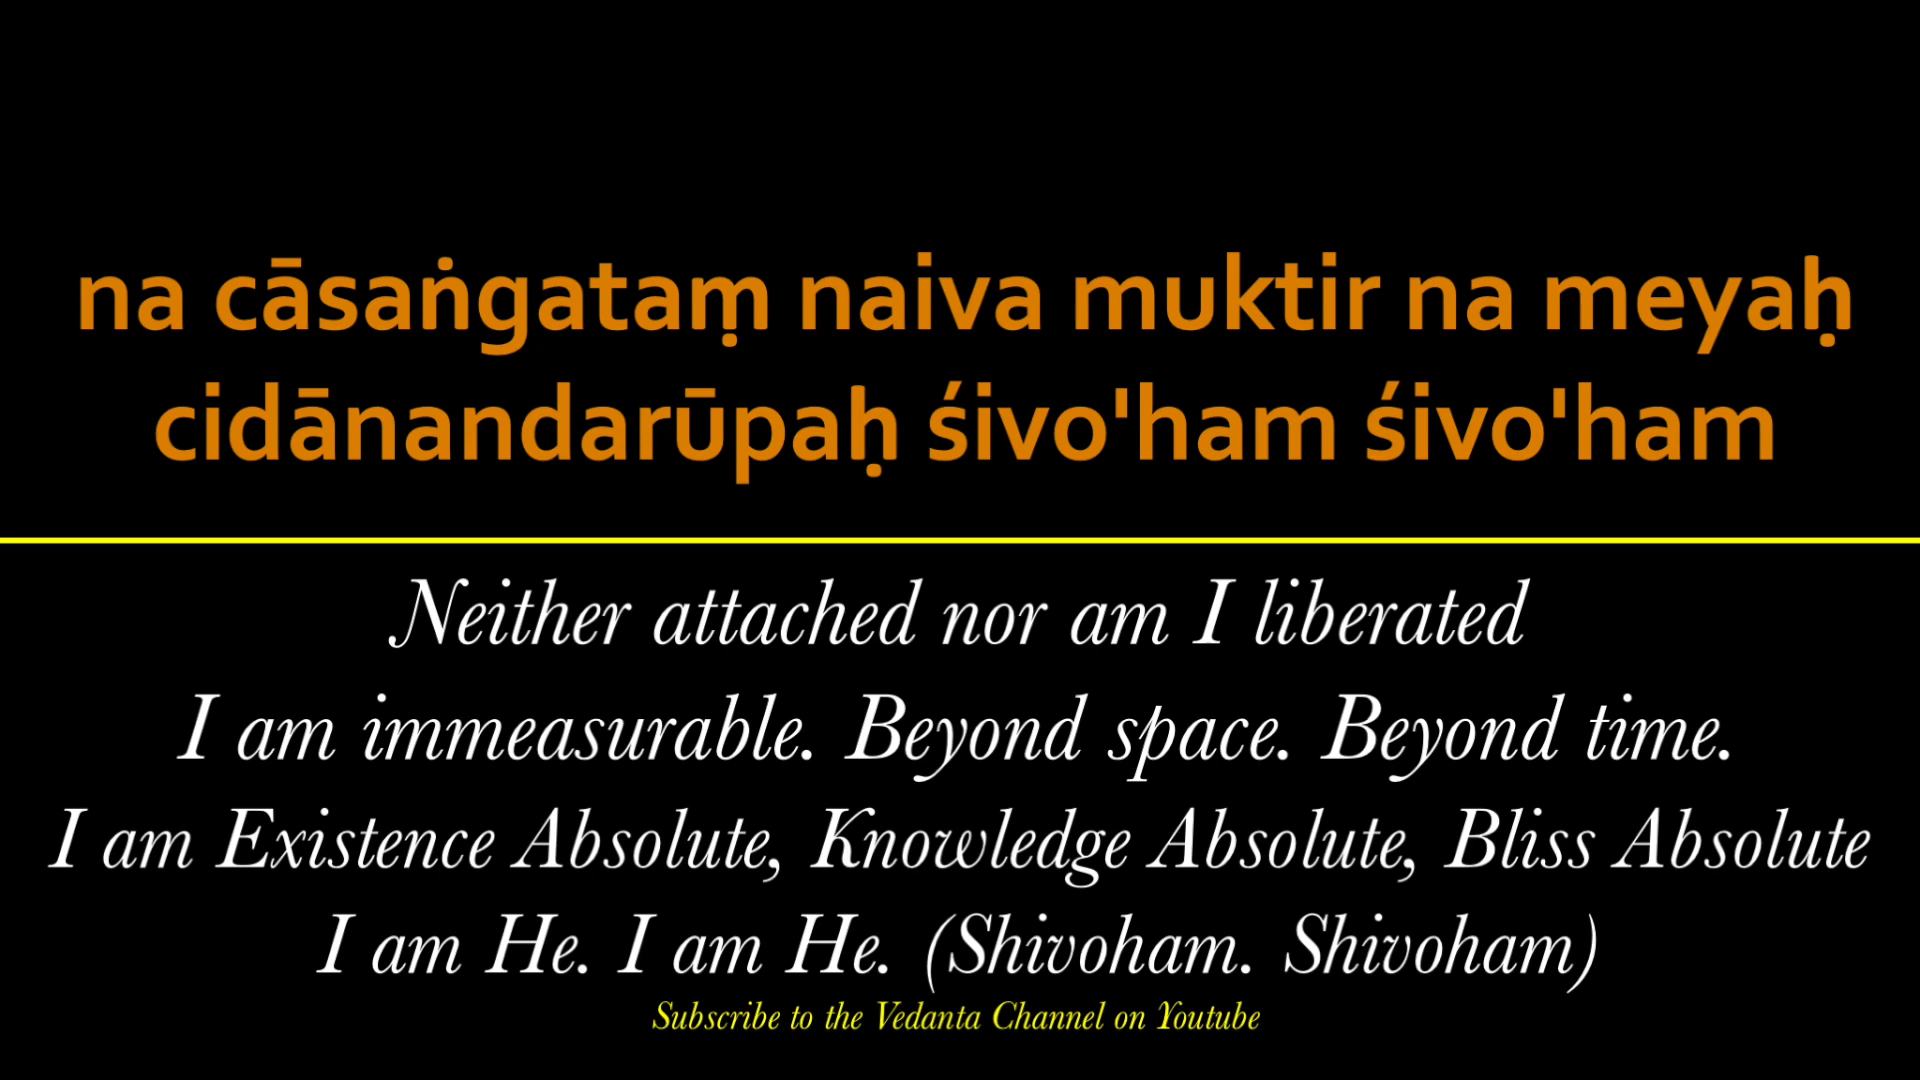 na cāsaṅgataṃ naiva muktir na meyaḥ
cidānandarūpaḥ śivo'ham śivo'ham
Neither attached nor am I liberated
I am immeasurable. Beyond space. Beyond time.
I am Existence Absolute, Knowledge Absolute, Bliss Absolute
I am He. I am He. (Shivoham. Shivoham)
Subscribe to the Vedanta Channel on Youtube